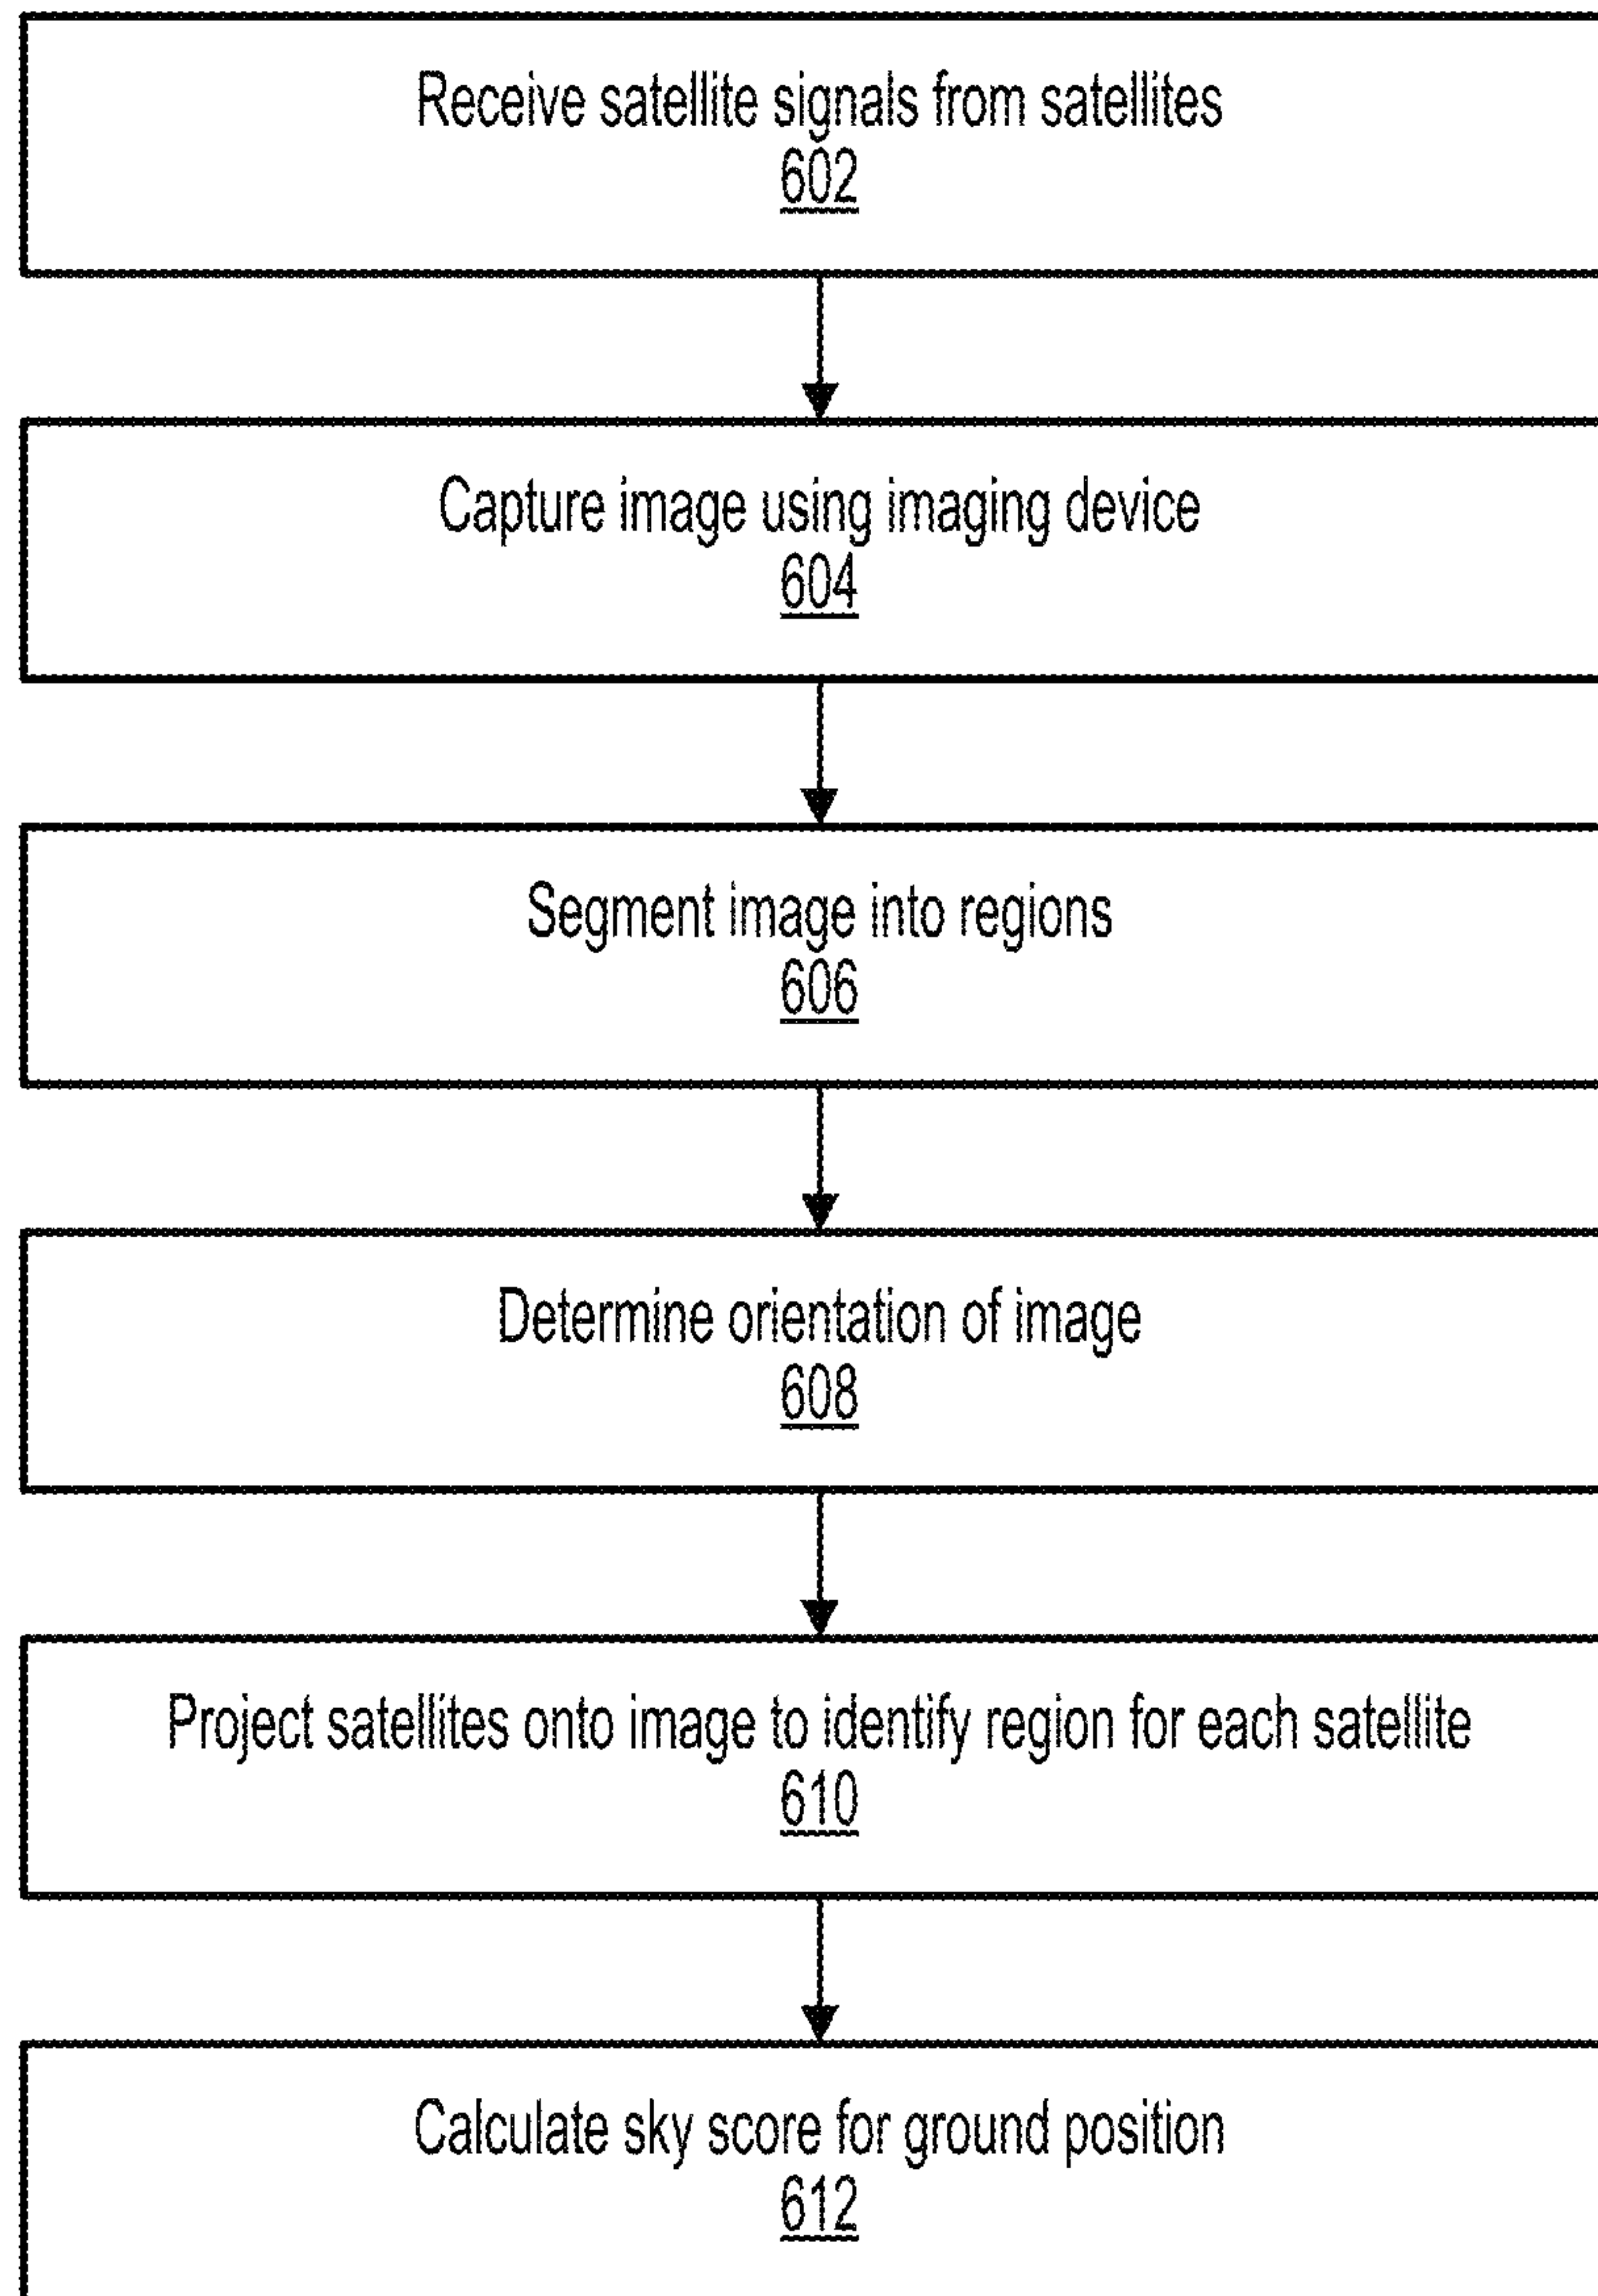 Receive satellite signals from satellites
602
Capture image using imaging device
604
Segment image into regions
606
Determine orientation of image
608
Project satellites onto image to identify region for each satellite
610
Calculate sky score for ground position
612